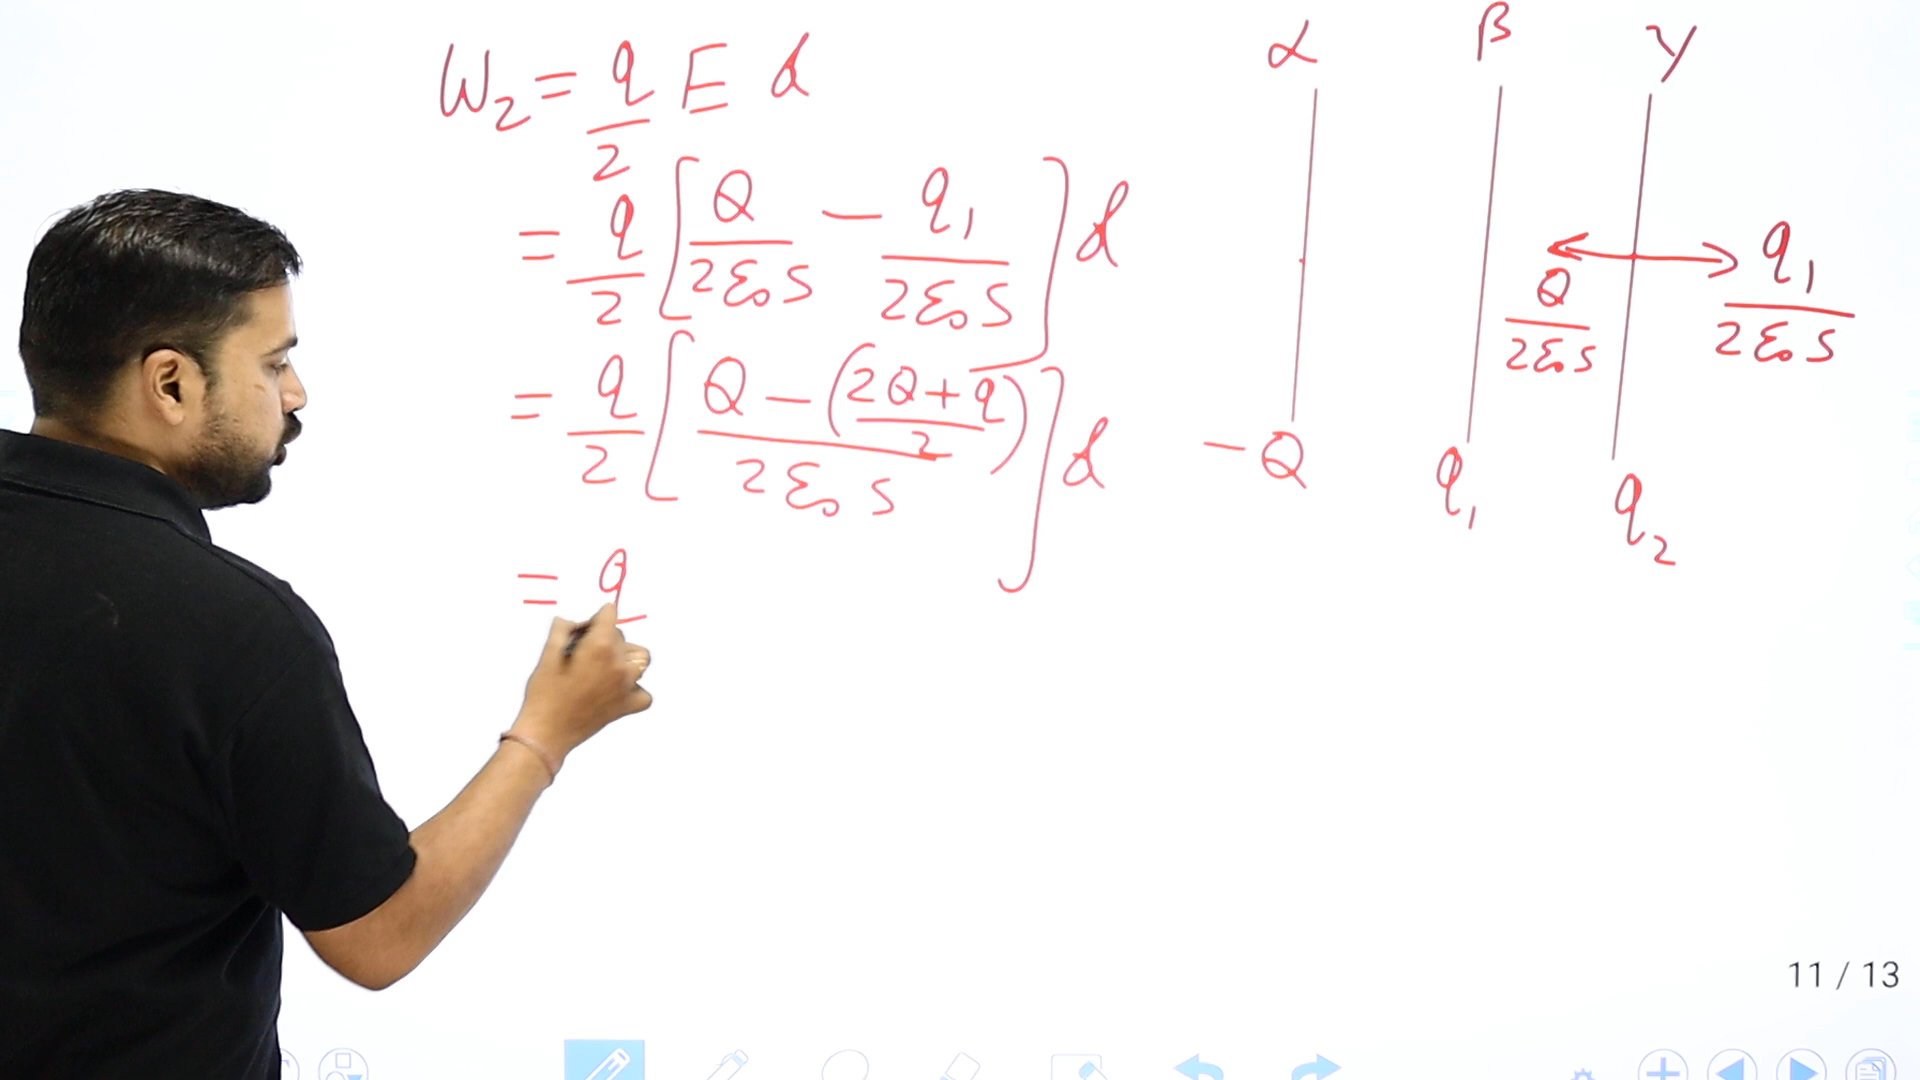 W₂ = q/2 E d
= q/2 [Q/2ε₀S − q₁/2ε₀S] d
= q/2 [Q − (2Q+q/2)/2ε₀S] d
= q
α β γ
Q/2ε₀S q₁/2ε₀S
−Q q₁ q₂
11 / 13